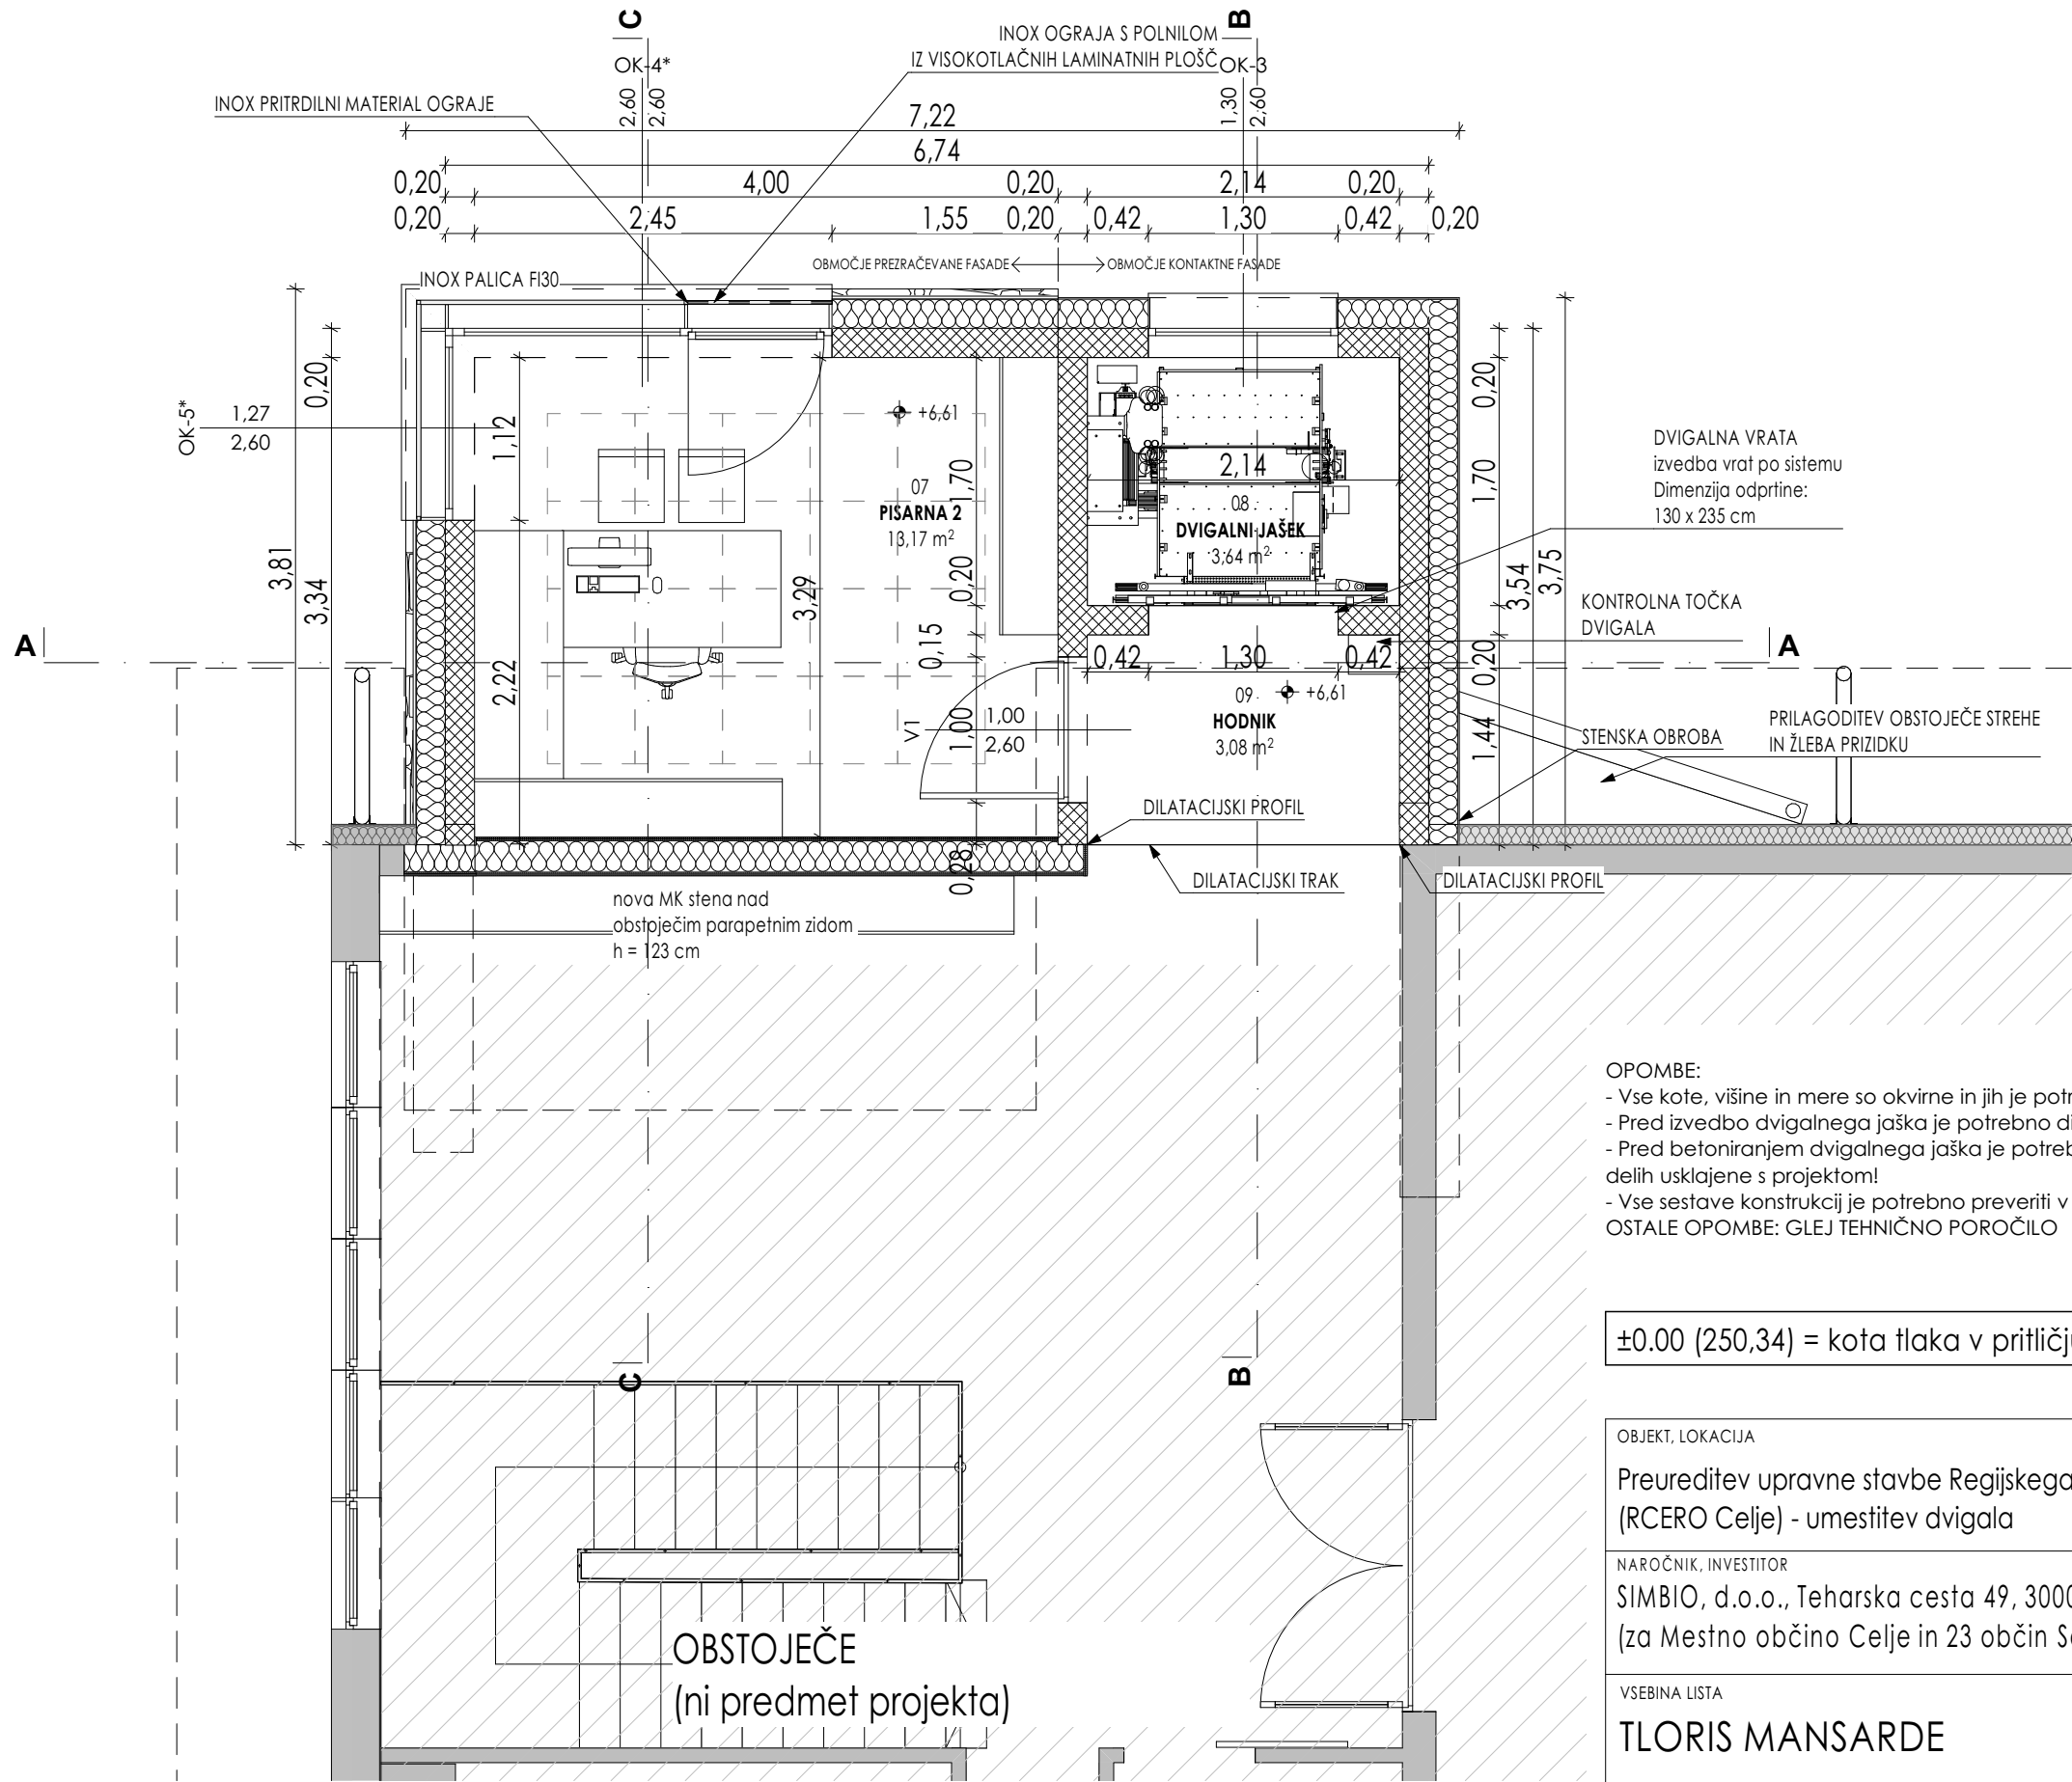 C
B
INOX OGRAJA S POLNILOM
IZ VISOKOTLAČNIH LAMINATNIH PLOŠČ
OK-4*
2,60
2,60
OK-3
1,30
2,60
INOX PRITRDILNI MATERIAL OGRAJE
7,22
6,74
0,20
4,00
0,20
2,14
0,20
0,20
2,45
1,55
0,20
0,42
1,30
0,42
0,20
OBMOČJE PREZRAČEVANE FASADE
OBMOČJE KONTAKTNE FASADE
INOX PALICA FI30
OK-5*
1,27
2,60
3,81
3,34
0,20
1,12
2,22
3,29
+6,61
07
PISARNA 2
13,17 m²
1,70
0,20
0,15
1,00
0,28
V1
1,00
2,60
2,14
08
DVIGALNI JAŠEK
3,64 m²
0,42
1,30
0,42
09
+6,61
HODNIK
3,08 m²
0,20
1,70
0,20
1,44
3,54
3,75
DVIGALNA VRATA
izvedba vrat po sistemu
Dimenzija odprtine:
130 x 235 cm
KONTROLNA TOČKA
DVIGALA
A
A
STENSKA OBROBA
PRILAGODITEV OBSTOJEČE STREHE
IN ŽLEBA PRIZIDKU
DILATACIJSKI PROFIL
DILATACIJSKI TRAK
DILATACIJSKI PROFIL
nova MK stena nad
obstoječim parapetnim zidom
h = 123 cm
OPOMBE:
- Vse kote, višine in mere so okvirne in jih je potr
- Pred izvedbo dvigalnega jaška je potrebno di
- Pred betoniranjem dvigalnega jaška je potreb
delih usklajene s projektom!
- Vse sestave konstrukcij je potrebno preveriti v
OSTALE OPOMBE: GLEJ TEHNIČNO POROČILO
±0.00 (250,34) = kota tlaka v pritličj
C
B
OBJEKT, LOKACIJA
Preureditev upravne stavbe Regijskega
(RCERO Celje) - umestitev dvigala
NAROČNIK, INVESTITOR
SIMBIO, d.o.o., Teharska cesta 49, 3000
(za Mestno občino Celje in 23 občin S
OBSTOJEČE
(ni predmet projekta)
VSEBINA LISTA
TLORIS MANSARDE